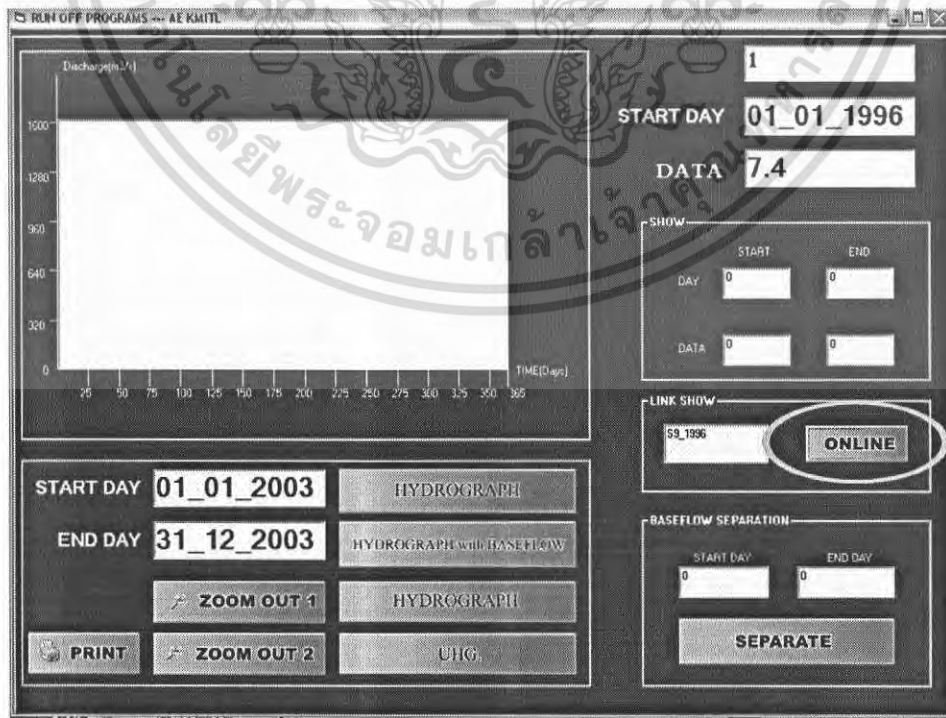 RUN OFF PROGRAMS --- AE KMITL
Discharge(m3/s)
1600
1280
960
640
320
0
25 50 75 100 125 150 175 200 225 250 275 300 325 350 365
TIME(Days)
1
START DAY 01_01_1996
DATA 7.4
SHOW
START END
DAY 0 0
DATA 0 0
LINK SHOW
S9_1996 ONLINE
START DAY 01_01_2003 HYDROGRAPH
END DAY 31_12_2003 HYDROGRAPH with BASEFLOW
ZOOM OUT 1 HYDROGRAPH
PRINT ZOOM OUT 2 UHG.
BASEFLOW SEPARATION
START DAY END DAY
0 0
SEPARATE